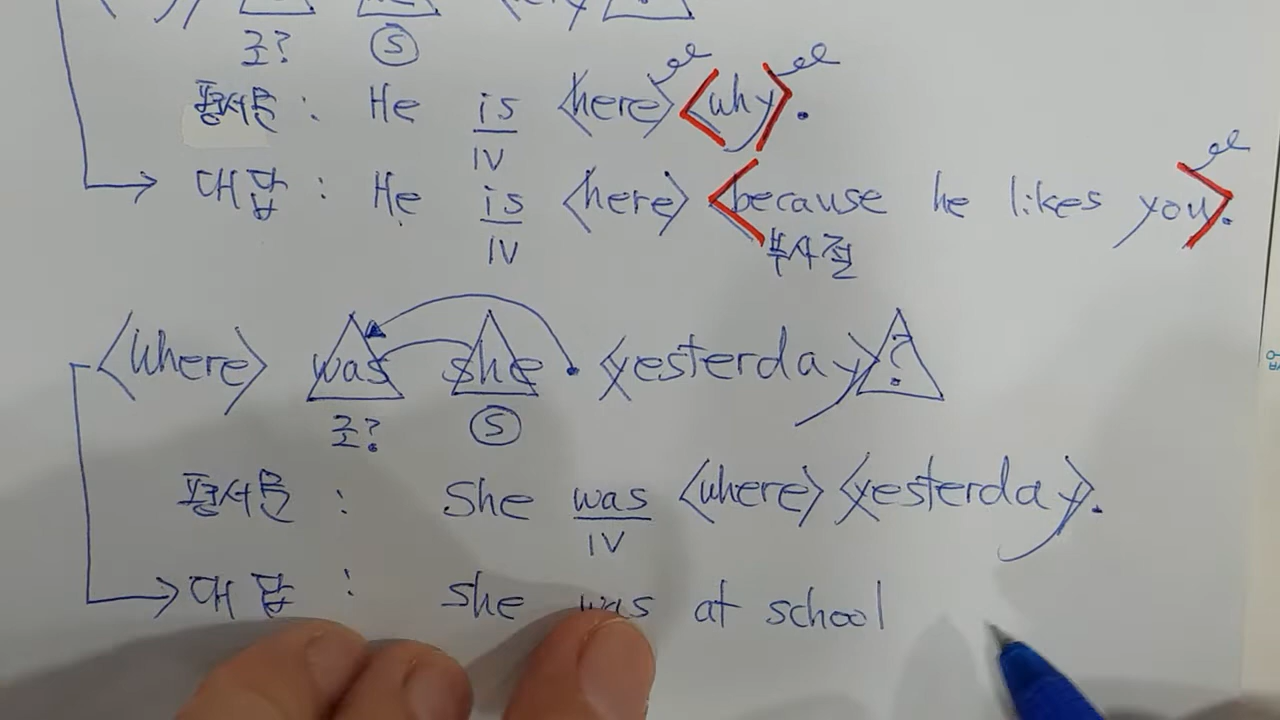 조? S
평서문 : He is <here> <why>.
IV
대답 : He is <here> <because he likes you>.
IV 부사절
<Where> was she <yesterday>?
조? S
평서문 : She was <where> <yesterday>.
IV
대답 : she was at school